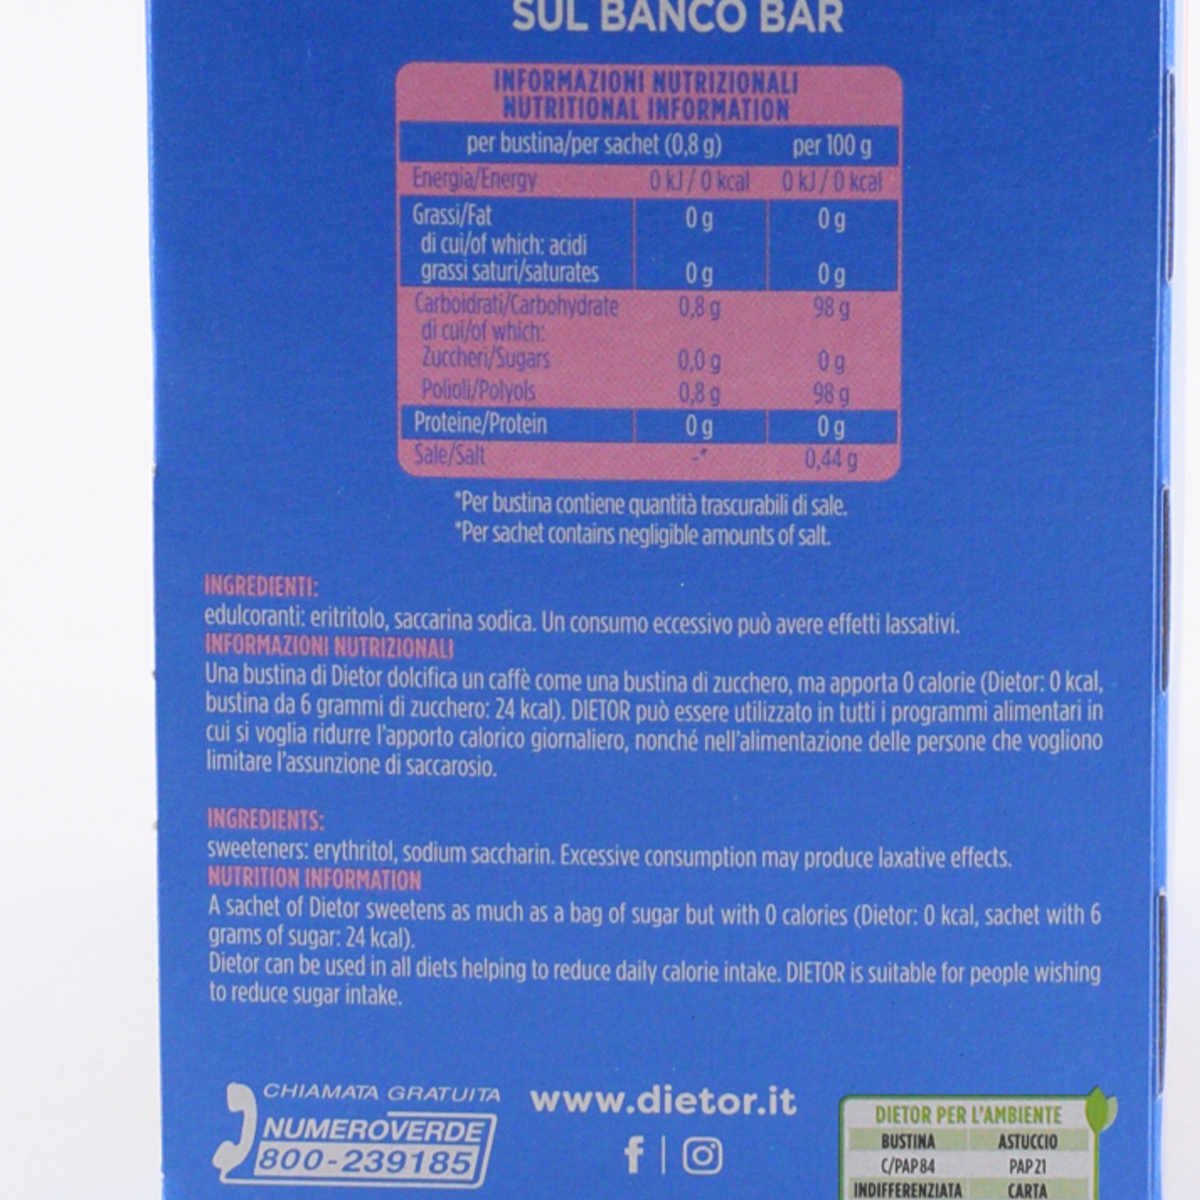 SUL BANCO BAR
INFORMAZIONI NUTRIZIONALI
NUTRITIONAL INFORMATION
per bustina/per sachet (0,8 g) per 100 g
Energia/Energy 0 kJ / 0 kcal 0 kJ / 0 kcal
Grassi/Fat 0 g 0 g
di cui/of which: acidi
grassi saturi/saturates 0 g 0 g
Carboidrati/Carbohydrate 0,8 g 98 g
di cui/of which:
Zuccheri/Sugars 0,0 g 0 g
Polioli/Polyols 0,8 g 98 g
Proteine/Protein 0 g 0 g
Sale/Salt -* 0,44 g
*Per bustina contiene quantità trascurabili di sale.
*Per sachet contains negligible amounts of salt.
INGREDIENTI:
edulcoranti: eritritolo, saccarina sodica. Un consumo eccessivo può avere effetti lassativi.
INFORMAZIONI NUTRIZIONALI
Una bustina di Dietor dolcifica un caffè come una bustina di zucchero, ma apporta 0 calorie (Dietor: 0 kcal,
bustina da 6 grammi di zucchero: 24 kcal). DIETOR può essere utilizzato in tutti i programmi alimentari in
cui si voglia ridurre l'apporto calorico giornaliero, nonché nell'alimentazione delle persone che vogliono
limitare l'assunzione di saccarosio.
INGREDIENTS:
sweeteners: erythritol, sodium saccharin. Excessive consumption may produce laxative effects.
NUTRITION INFORMATION
A sachet of Dietor sweetens as much as a bag of sugar but with 0 calories (Dietor: 0 kcal, sachet with 6
grams of sugar: 24 kcal).
Dietor can be used in all diets helping to reduce daily calorie intake. DIETOR is suitable for people wishing
to reduce sugar intake.
CHIAMATA GRATUITA
NUMEROVERDE
800-239185
www.dietor.it
DIETOR PER L'AMBIENTE
BUSTINA ASTUCCIO
C/PAP 84 PAP 21
INDIFFERENZIATA CARTA